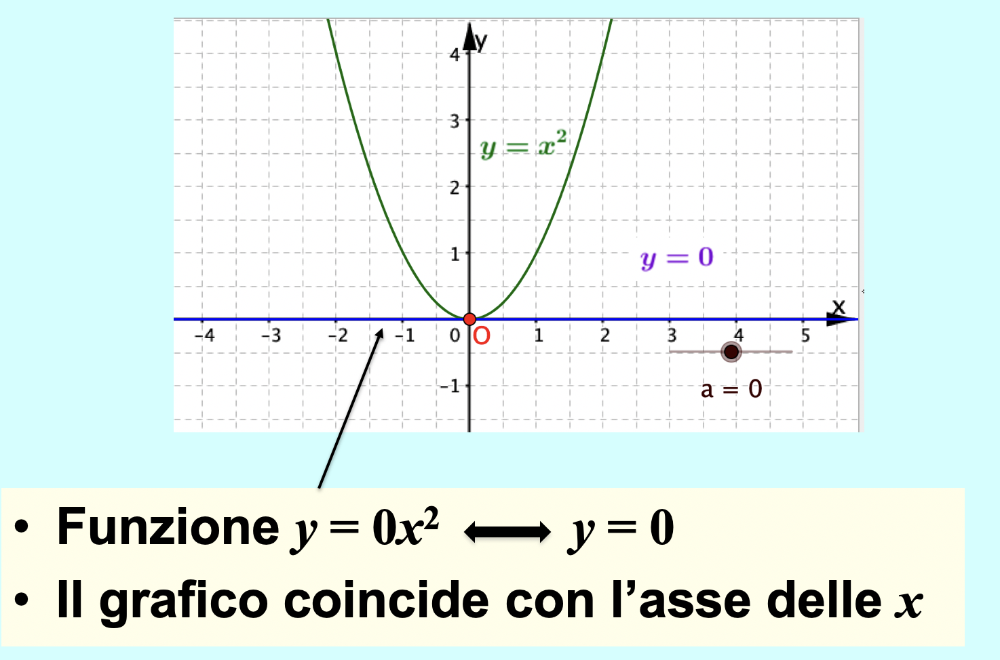 y
4
3
y = x²
2
1
y = 0
x
−4 −3 −2 −1 0 O 1 2 3 4 5
−1
a = 0
• Funzione y = 0x² ⟷ y = 0
• Il grafico coincide con l’asse delle x